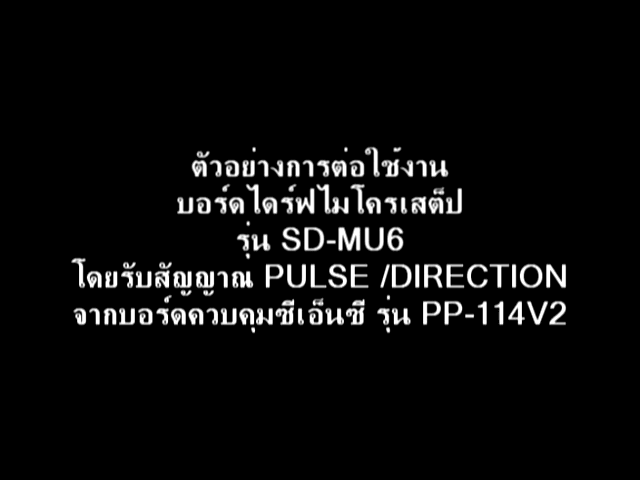 ตัวอย่างการต่อใช้งาน
บอร์ดไดร์ฟไมโครเสต็ป
รุ่น SD-MU6
โดยรับสัญญาณ PULSE /DIRECTION
จากบอร์ดควบคุมซีเอ็นซี รุ่น PP-114V2